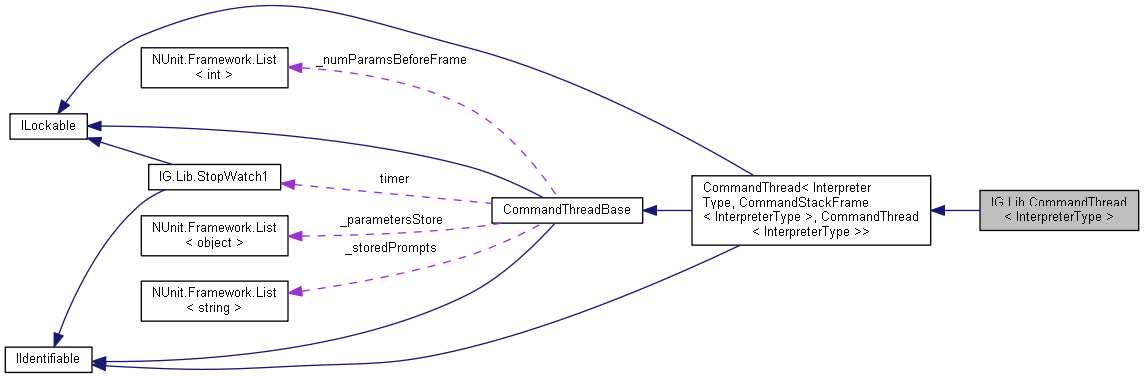 NUnit.Framework.List
< int >
_numParamsBeforeFrame
ILockable
IG.Lib.StopWatch1
timer
CommandThreadBase
NUnit.Framework.List
< object >
_parametersStore
_storedPrompts
NUnit.Framework.List
< string >
IIdentifiable
CommandThread< Interpreter
Type, CommandStackFrame
< InterpreterType >, CommandThread
< InterpreterType >>
IG.Lib.CommandThread
< InterpreterType >